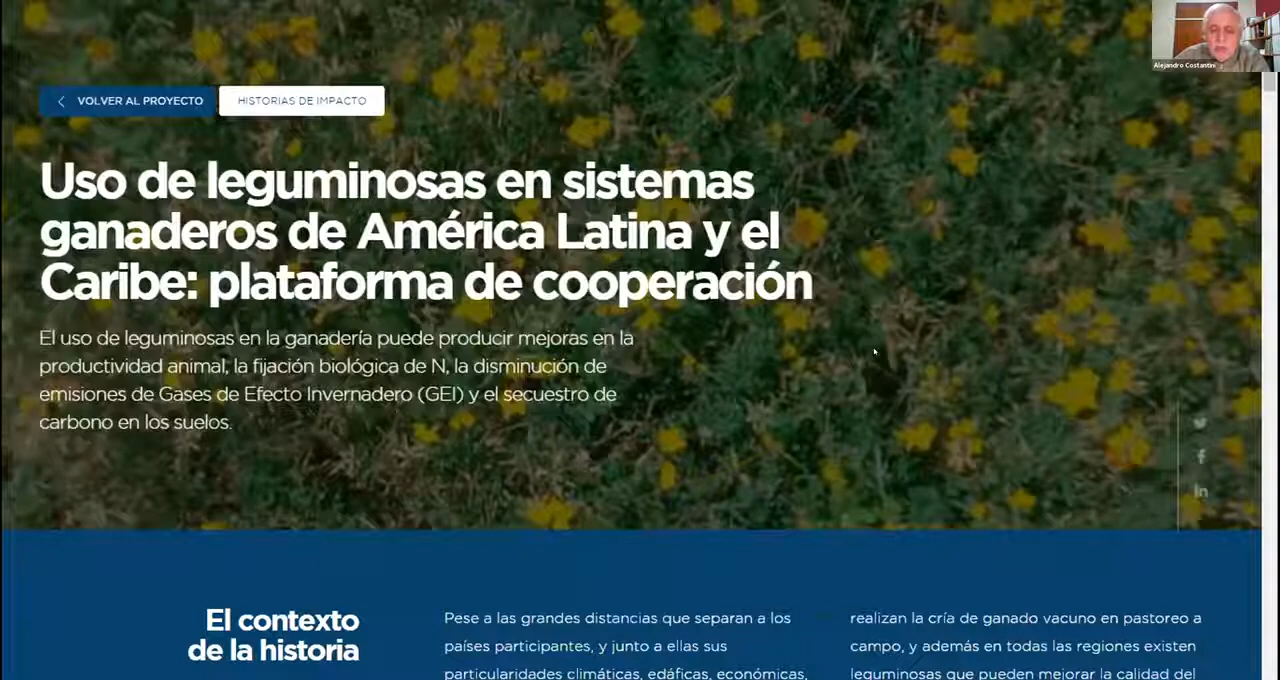 Alejandro Costantini
VOLVER AL PROYECTO
HISTORIAS DE IMPACTO
Uso de leguminosas en sistemas
ganaderos de América Latina y el
Caribe: plataforma de cooperación
El uso de leguminosas en la ganadería puede producir mejoras en la
productividad animal, la fijación biológica de N, la disminución de
emisiones de Gases de Efecto Invernadero (GEI) y el secuestro de
carbono en los suelos.
El contexto
de la historia
Pese a las grandes distancias que separan a los
países participantes, y junto a ellas sus
particularidades climáticas, edáficas, económicas,
realizan la cría de ganado vacuno en pastoreo a
campo, y además en todas las regiones existen
leguminosas que pueden mejorar la calidad del